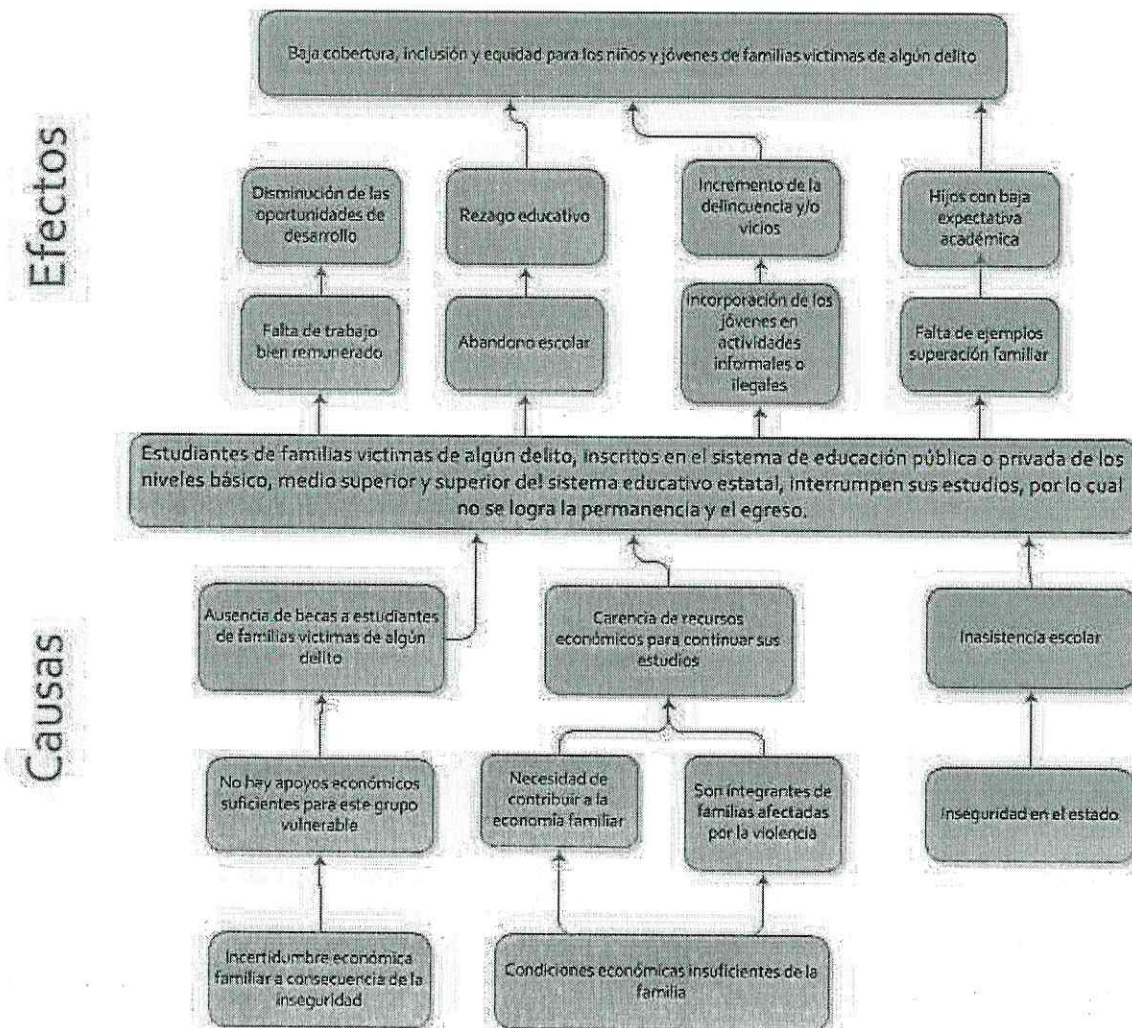 Baja cobertura, inclusión y equidad para los niños y jóvenes de familias victimas de algún delito
Efectos
Disminución de las
oportunidades de
desarrollo
Rezago educativo
Incremento de la
delincuencia y/o
vicios
Hijos con baja
expectativa
académica
Falta de trabajo
bien remunerado
Abandono escolar
Incorporación de los
jóvenes en
actividades
informales o
ilegales
Falta de ejemplos
superación familiar
Estudiantes de familias victimas de algún delito, inscritos en el sistema de educación pública o privada de los
niveles básico, medio superior y superior del sistema educativo estatal, interrumpen sus estudios, por lo cual
no se logra la permanencia y el egreso.
Causas
Ausencia de becas a estudiantes
de familias victimas de algún
delito
Carencia de recursos
económicos para continuar sus
estudios
Inasistencia escolar
No hay apoyos económicos
suficientes para este grupo
vulnerable
Necesidad de
contribuir a la
economía familiar
Son integrantes de
familias afectadas
por la violencia
Inseguridad en el estado
Incertidumbre económica
familiar a consecuencia de la
inseguridad
Condiciones económicas insuficientes de la
familia